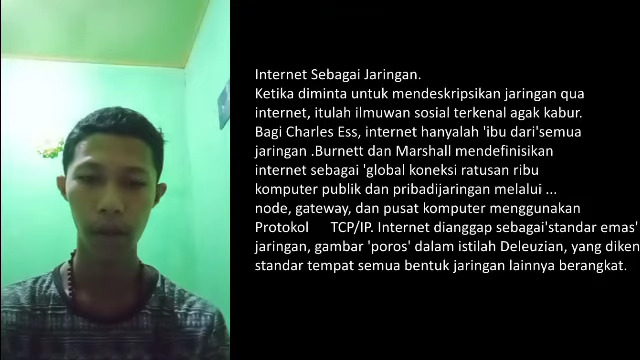 Internet Sebagai Jaringan.
Ketika diminta untuk mendeskripsikan jaringan qua
internet, itulah ilmuwan sosial terkenal agak kabur.
Bagi Charles Ess, internet hanyalah 'ibu dari'semua
jaringan .Burnett dan Marshall mendefinisikan
internet sebagai 'global koneksi ratusan ribu
komputer publik dan pribadijaringan melalui ...
node, gateway, dan pusat komputer menggunakan
Protokol TCP/IP. Internet dianggap sebagai'standar emas'
jaringan, gambar 'poros' dalam istilah Deleuzian, yang diken
standar tempat semua bentuk jaringan lainnya berangkat.